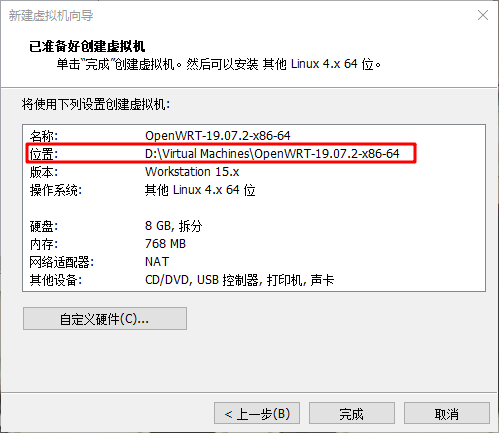 新建虚拟机向导
已准备好创建虚拟机
单击“完成”创建虚拟机。然后可以安装 其他 Linux 4.x 64 位。
将使用下列设置创建虚拟机:
名称: OpenWRT-19.07.2-x86-64
位置: D:\Virtual Machines\OpenWRT-19.07.2-x86-64
版本: Workstation 15.x
操作系统: 其他 Linux 4.x 64 位
硬盘: 8 GB, 拆分
内存: 768 MB
网络适配器: NAT
其他设备: CD/DVD, USB 控制器, 打印机, 声卡
自定义硬件(C)...
< 上一步(B) 完成 取消